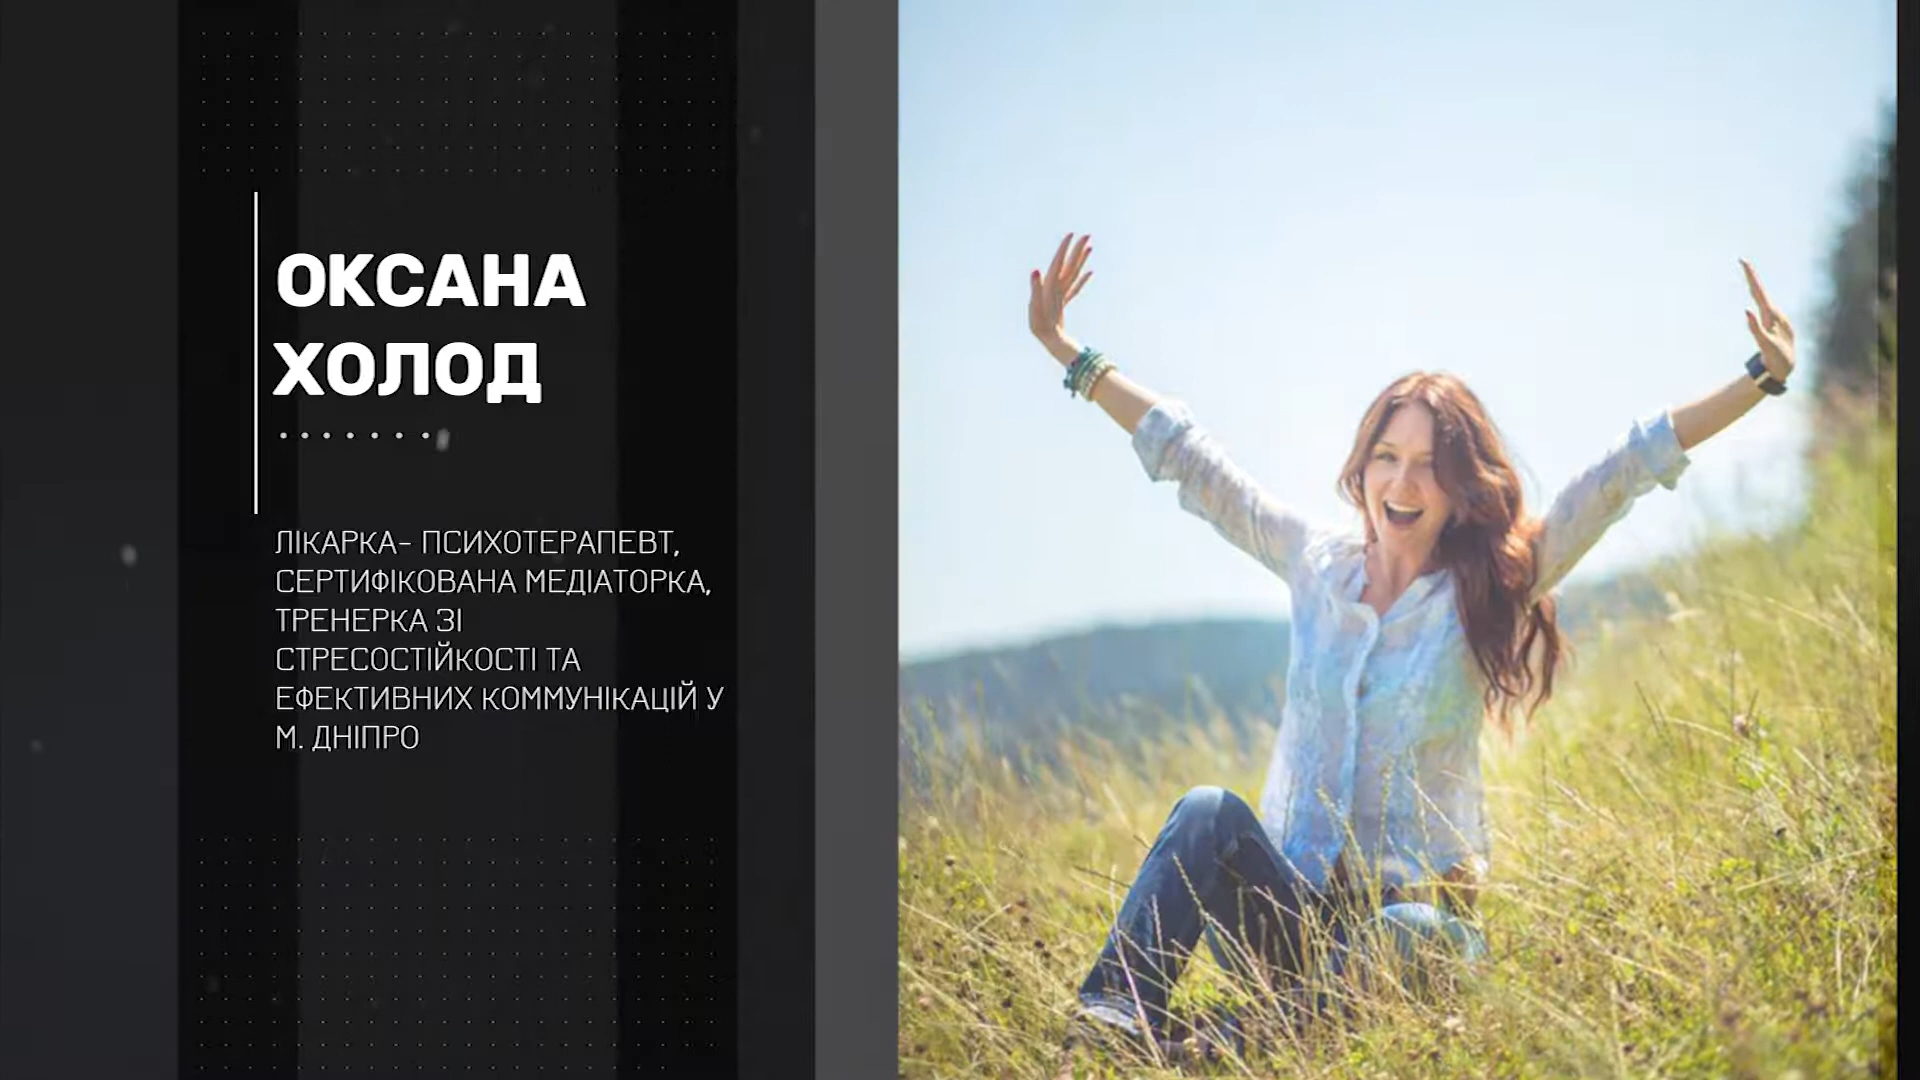 ОКСАНА
ХОЛОД
ЛІКАРКА- ПСИХОТЕРАПЕВТ,
СЕРТИФІКОВАНА МЕДІАТОРКА,
ТРЕНЕРКА ЗІ
СТРЕСОСТІЙКОСТІ ТА
ЕФЕКТИВНИХ КОММУНІКАЦІЙ У
М. ДНІПРО